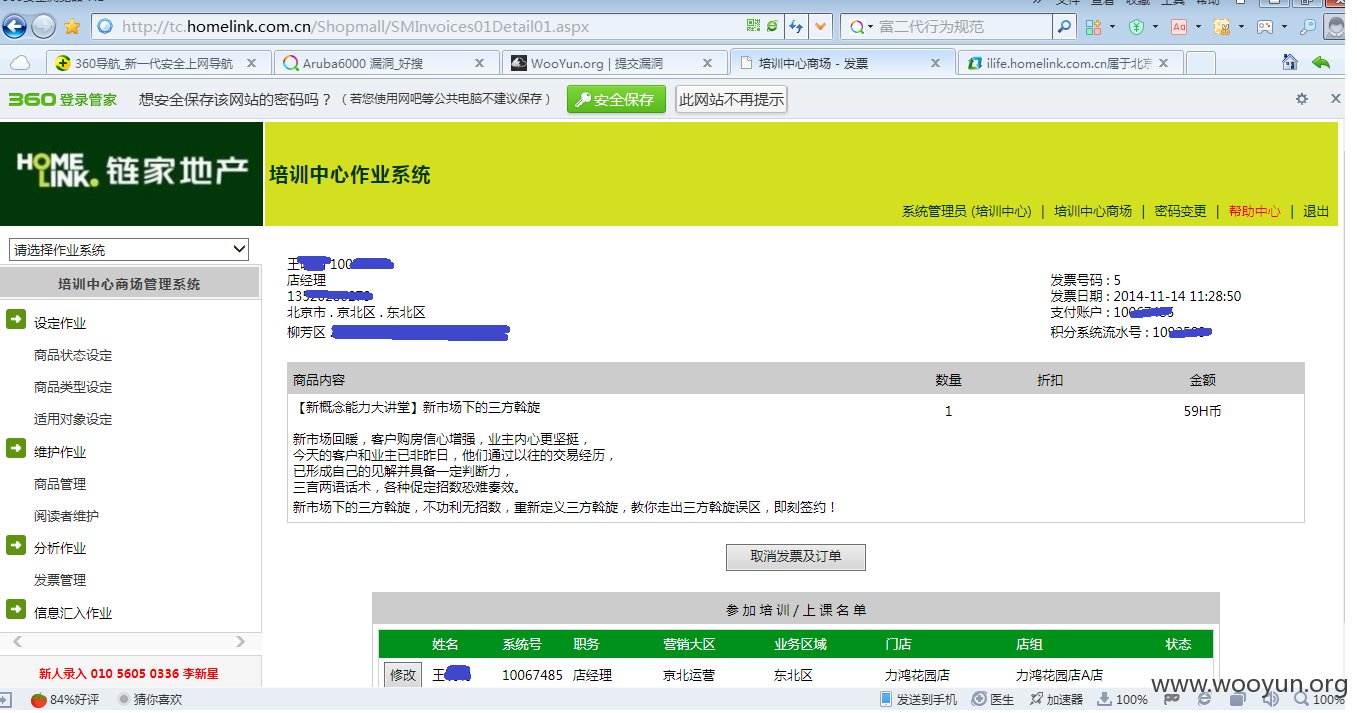 文件 查看 收藏 工具 帮助
http://tc.homelink.com.cn/Shopmall/SMInvoices01Detail01.aspx
富二代行为规范
360导航_新一代安全上网导航
Aruba6000 漏洞_好搜
WooYun.org | 提交漏洞
培训中心商场 - 发票
ilife.homelink.com.cn属于北京
360登录管家
想安全保存该网站的密码吗？（若您使用网吧等公共电脑不建议保存）
安全保存
此网站不再提示
HOME LINK. 链家地产
培训中心作业系统
系统管理员 (培训中心) | 培训中心商场 | 密码变更 | 帮助中心 | 退出
请选择作业系统
培训中心商场管理系统
设定作业
商品状态设定
商品类型设定
适用对象设定
维护作业
商品管理
阅读者维护
分析作业
发票管理
信息汇入作业
新人录入 010 5605 0336 李新星
王 100
店经理
北京市 . 京北区 . 东北区
柳芳区
发票号码 : 5
发票日期 : 2014-11-14 11:28:50
支付账户 :
积分系统流水号 :
商品内容 数量 折扣 金额
【新概念能力大讲堂】新市场下的三方斡旋 1 59H币
新市场回暖，客户购房信心增强，业主内心更坚挺，
今天的客户和业主已非昨日，他们通过以往的交易经历，
已形成自己的见解并具备一定判断力，
三言两语话术，各种促定招数恐难奏效。
新市场下的三方斡旋，不功利无招数，重新定义三方斡旋，教你走出三方斡旋误区，即刻签约！
取消发票及订单
参 加 培 训 / 上 课 名 单
姓名 系统号 职务 营销大区 业务区域 门店 店组 状态
修改 王 10067485 店经理 京北运营 东北区 力鸿花园店 力鸿花园店A店
www.wooyun.org
84%好评 猜你喜欢
发送到手机 医生 加速器 100% 100%